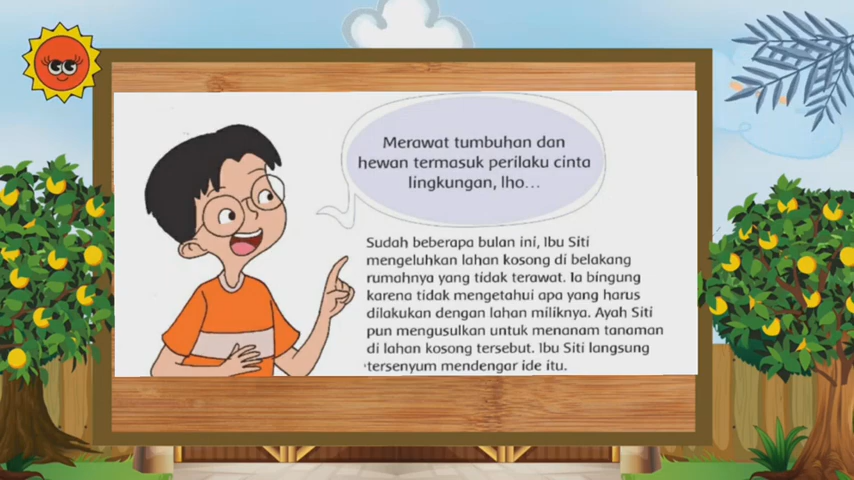 Merawat tumbuhan dan
hewan termasuk perilaku cinta
lingkungan, lho...
Sudah beberapa bulan ini, Ibu Siti
mengeluhkan lahan kosong di belakang
rumahnya yang tidak terawat. Ia bingung
karena tidak mengetahui apa yang harus
dilakukan dengan lahan miliknya. Ayah Siti
pun mengusulkan untuk menanam tanaman
di lahan kosong tersebut. Ibu Siti langsung
tersenyum mendengar ide itu.